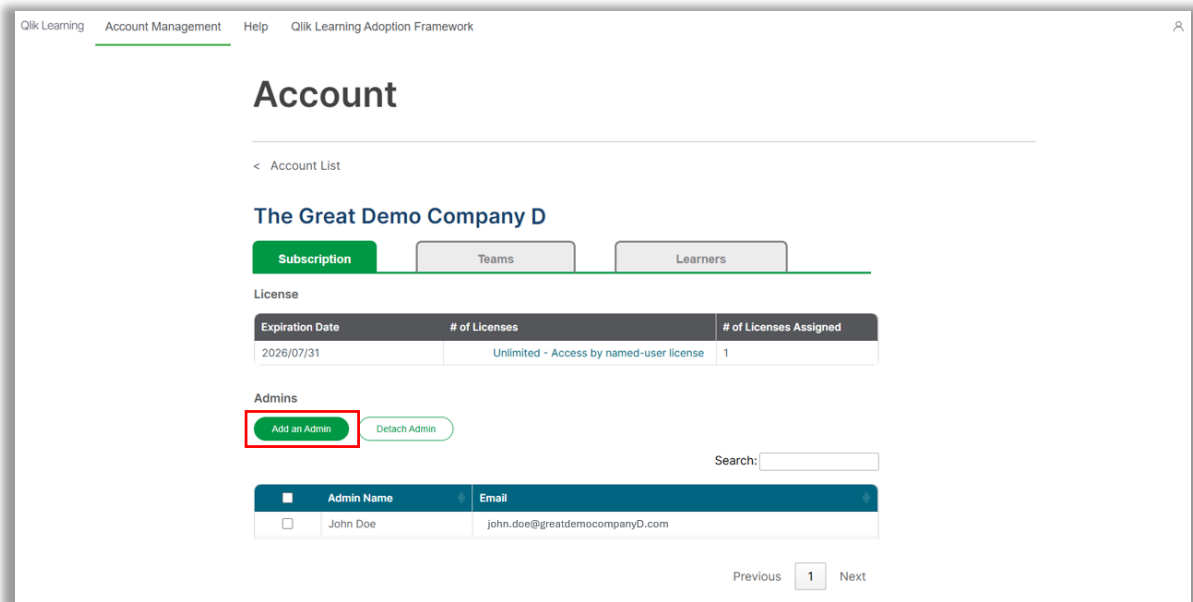 Qlik Learning Account Management Help Qlik Learning Adoption Framework
Account
< Account List
The Great Demo Company D
Subscription Teams Learners
License
Expiration Date # of Licenses # of Licenses Assigned
2026/07/31 Unlimited - Access by named-user license 1
Admins
Add an Admin Detach Admin
Search:
Admin Name Email
John Doe john.doe@greatdemocompanyD.com
Previous 1 Next